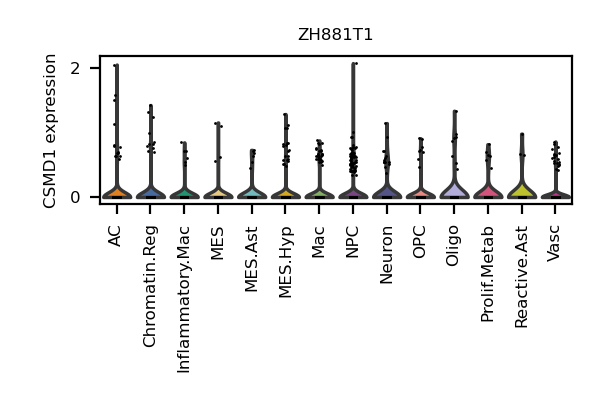 ZH881T1
CSMD1 expression
2
0
AC
Chromatin.Reg
Inflammatory.Mac
MES
MES.Ast
MES.Hyp
Mac
NPC
Neuron
OPC
Oligo
Prolif.Metab
Reactive.Ast
Vasc